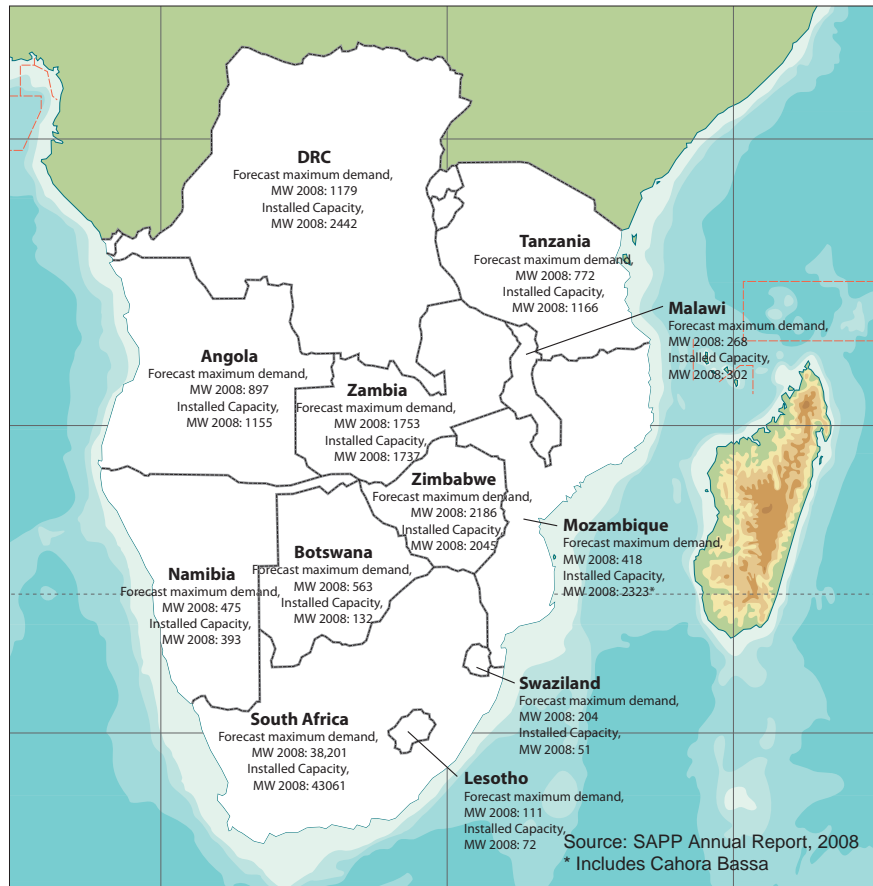 DRC
Forecast maximum demand,
MW 2008: 1179
Installed Capacity,
MW 2008: 2442
Tanzania
Forecast maximum demand,
MW 2008: 772
Installed Capacity,
MW 2008: 1166
Malawi
Forecast maximum demand,
MW 2008: 268
Installed Capacity,
MW 2008: 302
Angola
Forecast maximum demand,
MW 2008: 897
Installed Capacity,
MW 2008: 1155
Zambia
Forecast maximum demand,
MW 2008: 1753
Installed Capacity,
MW 2008: 1737
Zimbabwe
Forecast maximum demand,
MW 2008: 2186
Installed Capacity,
MW 2008: 2045
Mozambique
Forecast maximum demand,
MW 2008: 418
Installed Capacity,
MW 2008: 2323*
Botswana
Forecast maximum demand,
MW 2008: 563
Installed Capacity,
MW 2008: 132
Namibia
Forecast maximum demand,
MW 2008: 475
Installed Capacity,
MW 2008: 393
Swaziland
Forecast maximum demand,
MW 2008: 204
Installed Capacity,
MW 2008: 51
South Africa
Forecast maximum demand,
MW 2008: 38,201
Installed Capacity,
MW 2008: 43061
Lesotho
Forecast maximum demand,
MW 2008: 111
Installed Capacity,
MW 2008: 72
Source: SAPP Annual Report, 2008
* Includes Cahora Bassa